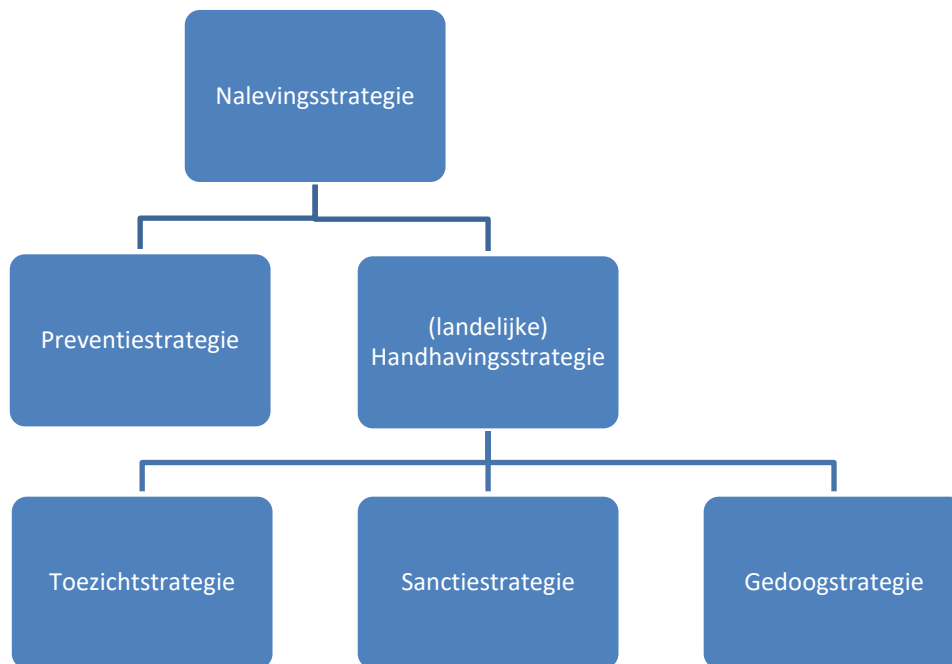 Nalevingsstrategie
Preventiestrategie
(landelijke)
Handhavingsstrategie
Toezichtstrategie
Sanctiestrategie
Gedoogstrategie